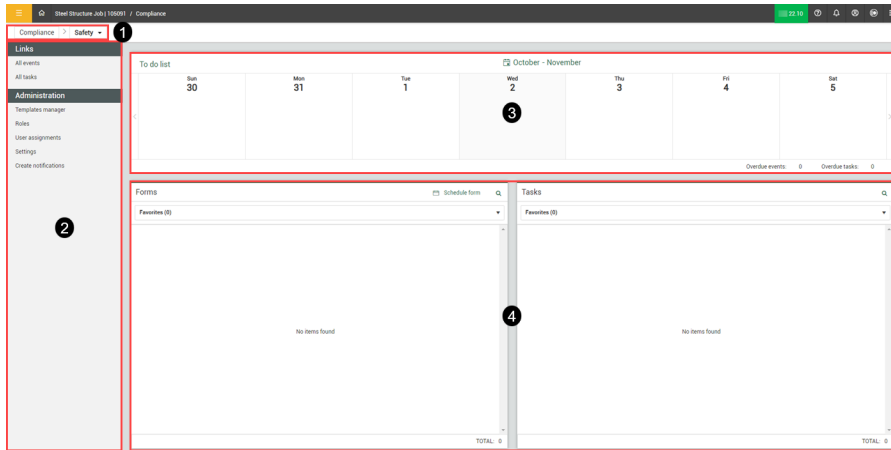 Steel Structure Job | 105091 / Compliance
22.10
Compliance > Safety
1
Links
All events
All tasks
Administration
Templates manager
Roles
User assignments
Settings
Create notifications
2
To do list
October - November
Sun Mon Tue Wed Thu Fri Sat
30 31 1 2 3 4 5
3
Overdue events: 0 Overdue tasks: 0
Forms
Schedule form
Favorites (0)
No items found
TOTAL: 0
4
Tasks
Favorites (0)
No items found
TOTAL: 0